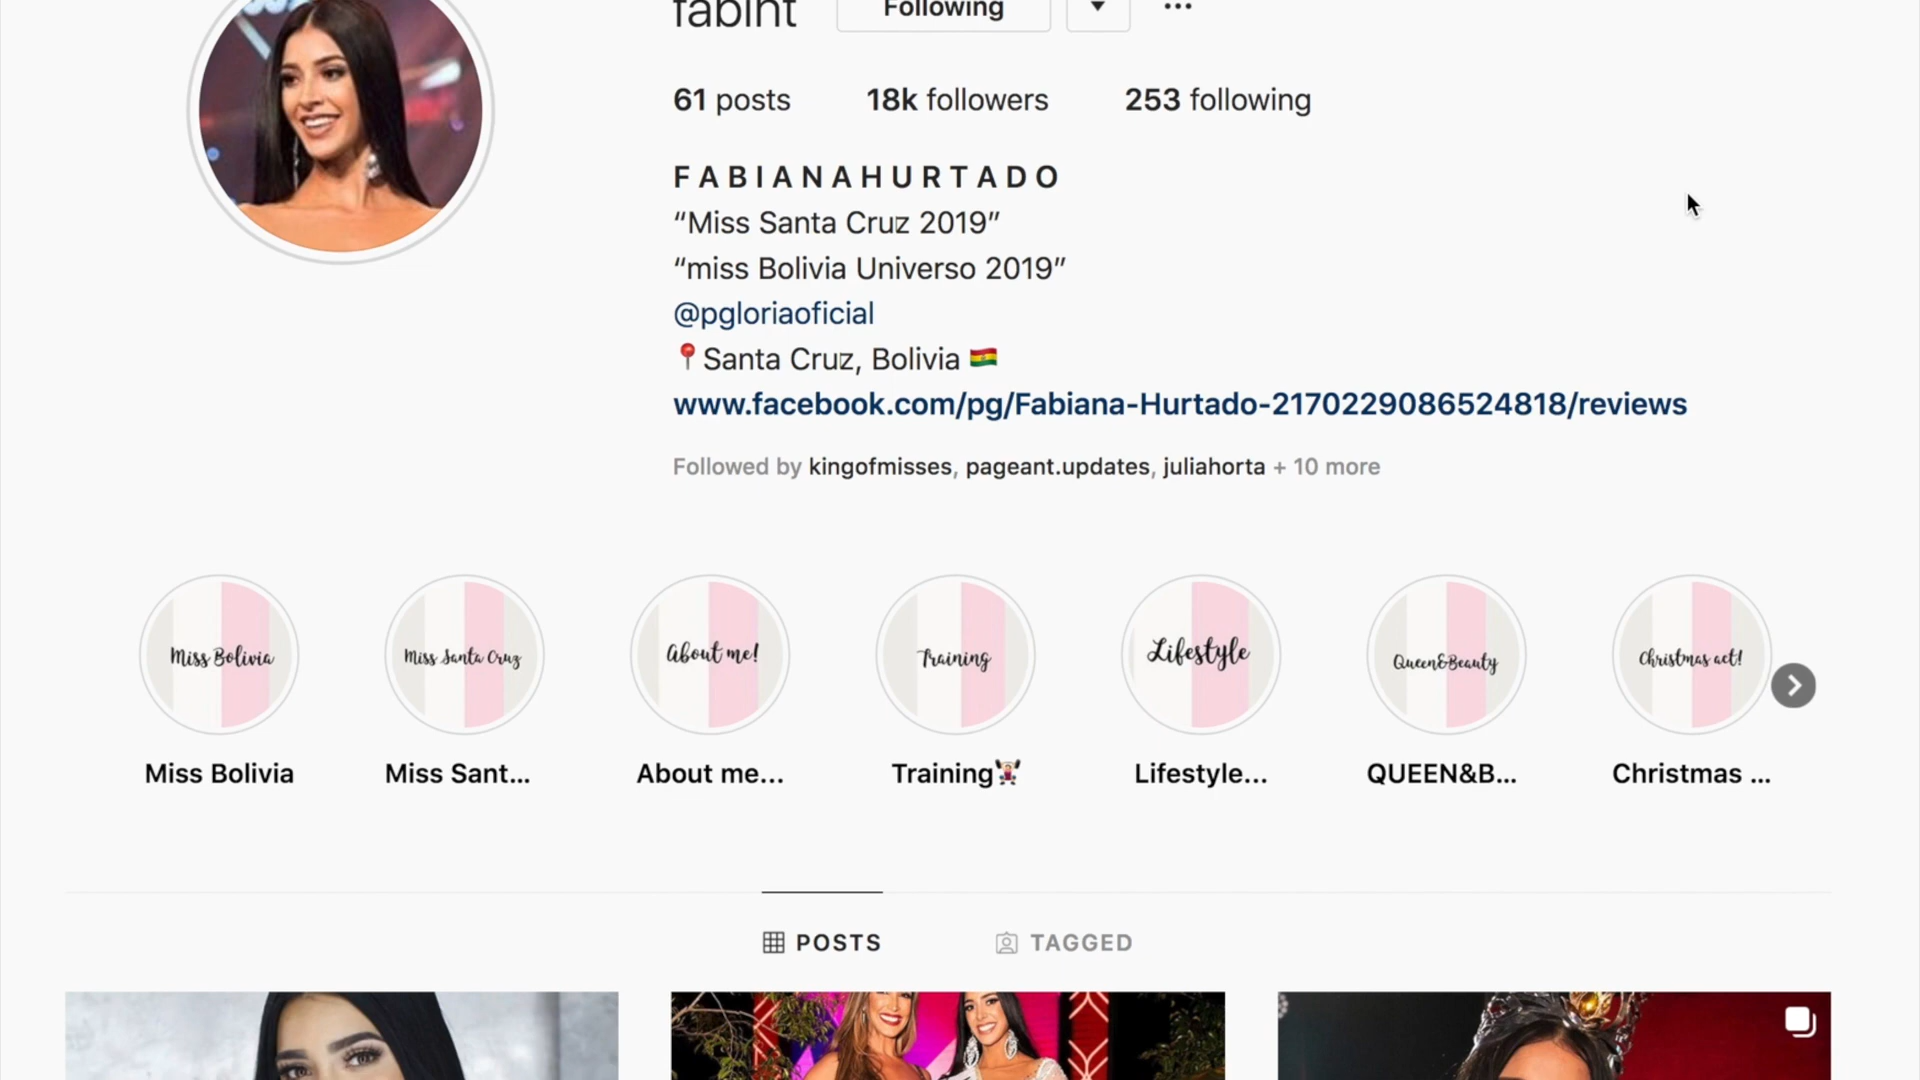 fabiht
Following
61 posts 18k followers 253 following
F A B I A N A H U R T A D O
“Miss Santa Cruz 2019”
“miss Bolivia Universo 2019”
@pgloriaoficial
📍Santa Cruz, Bolivia 🇧🇴
www.facebook.com/pg/Fabiana-Hurtado-2170229086524818/reviews
Followed by kingofmisses, pageant.updates, juliahorta + 10 more
Miss Bolivia
Miss Santa Cruz
About me!
Training
Lifestyle
Queen&Beauty
Christmas act!
Miss Bolivia
Miss Sant...
About me...
Training🏋🏻‍♀️
Lifestyle...
QUEEN&B...
Christmas ...
POSTS
TAGGED